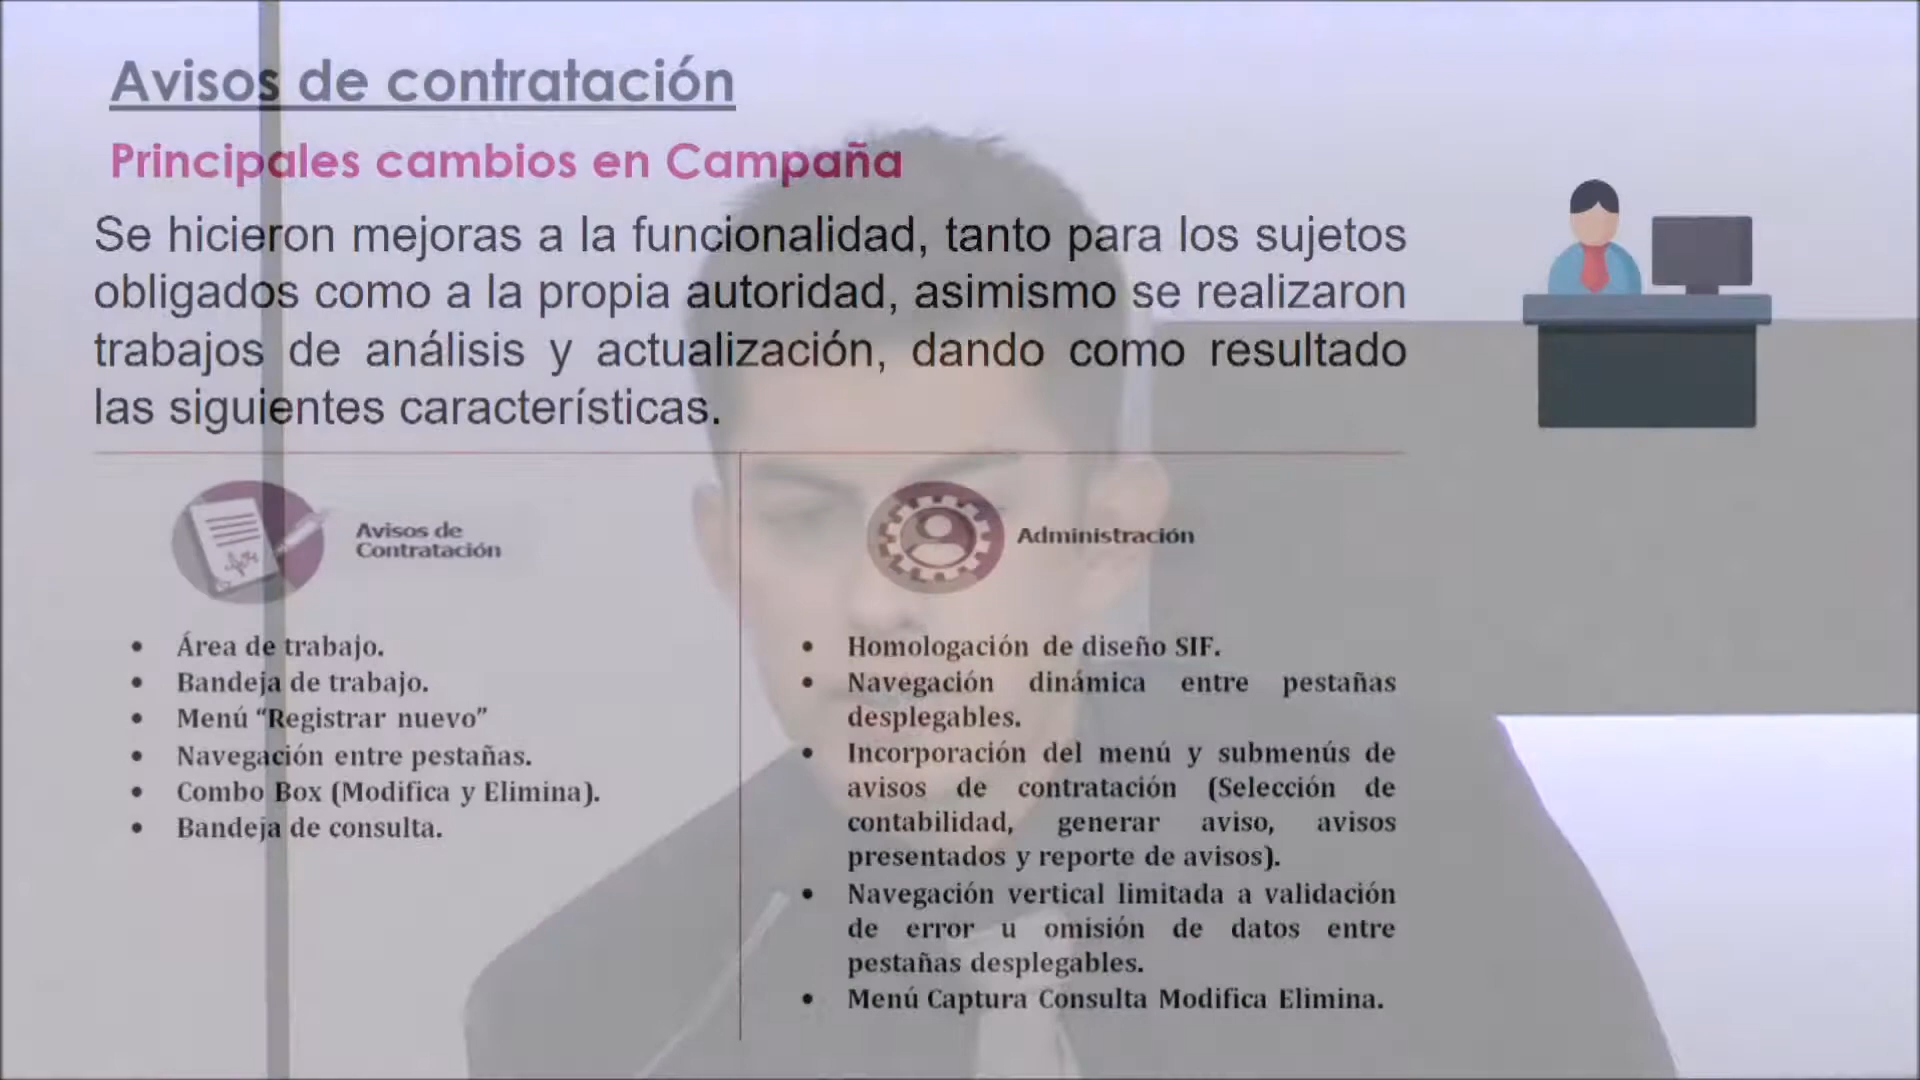 Avisos de contratación
Principales cambios en Campaña
Se hicieron mejoras a la funcionalidad, tanto para los sujetos
obligados como a la propia autoridad, asimismo se realizaron
trabajos de análisis y actualización, dando como resultado
las siguientes características.
Avisos de
Contratación
• Área de trabajo.
• Bandeja de trabajo.
• Menú “Registrar nuevo”
• Navegación entre pestañas.
• Combo Box (Modifica y Elimina).
• Bandeja de consulta.
Administración
• Homologación de diseño SIF.
• Navegación dinámica entre pestañas
desplegables.
• Incorporación del menú y submenús de
avisos de contratación (Selección de
contabilidad, generar aviso, avisos
presentados y reporte de avisos).
• Navegación vertical limitada a validación
de error u omisión de datos entre
pestañas desplegables.
• Menú Captura Consulta Modifica Elimina.